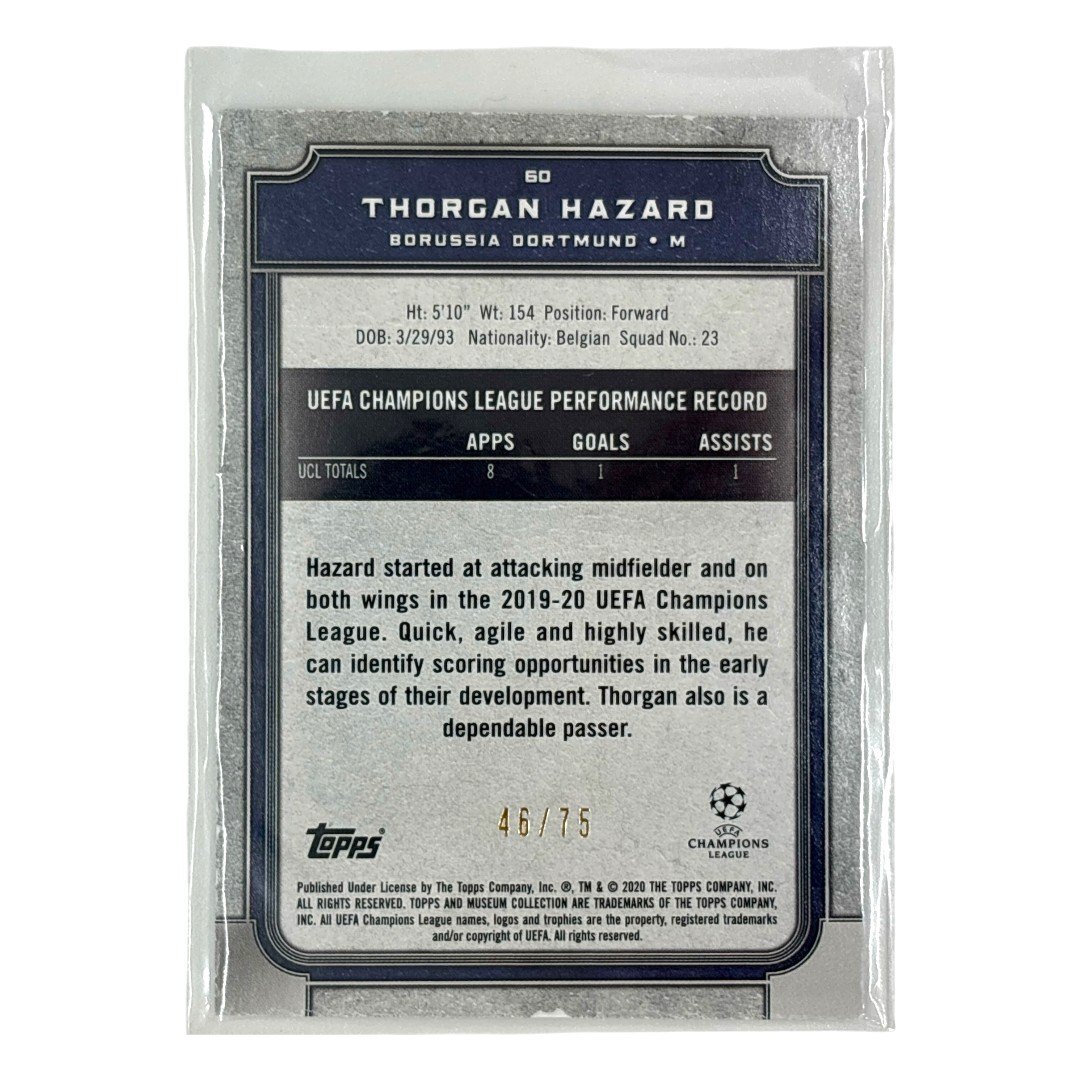 60
THORGAN HAZARD
BORUSSIA DORTMUND • M
Ht: 5'10" Wt: 154 Position: Forward
DOB: 3/29/93 Nationality: Belgian Squad No.: 23
UEFA CHAMPIONS LEAGUE PERFORMANCE RECORD
APPS GOALS ASSISTS
UCL TOTALS 8 1 1
Hazard started at attacking midfielder and on
both wings in the 2019-20 UEFA Champions
League. Quick, agile and highly skilled, he
can identify scoring opportunities in the early
stages of their development. Thorgan also is a
dependable passer.
46/75
Topps®
UEFA
CHAMPIONS
LEAGUE
Published Under License by The Topps Company, Inc. ®, TM & © 2020 THE TOPPS COMPANY, INC.
ALL RIGHTS RESERVED. TOPPS AND MUSEUM COLLECTION ARE TRADEMARKS OF THE TOPPS COMPANY,
INC. All UEFA Champions League names, logos and trophies are the property, registered trademarks
and/or copyright of UEFA. All rights reserved.